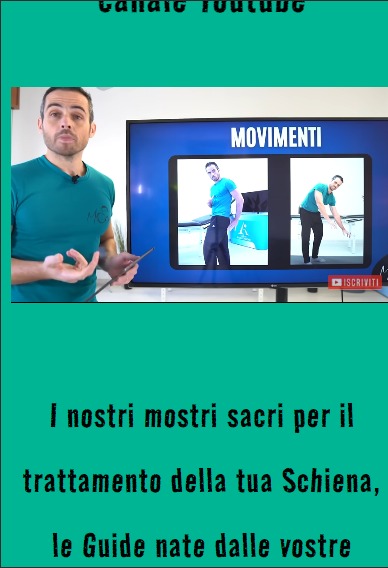 Canale Youtube
MOVIMENTI
ISCRIVITI
I nostri mostri sacri per il
trattamento della tua Schiena,
le Guide nate dalle vostre